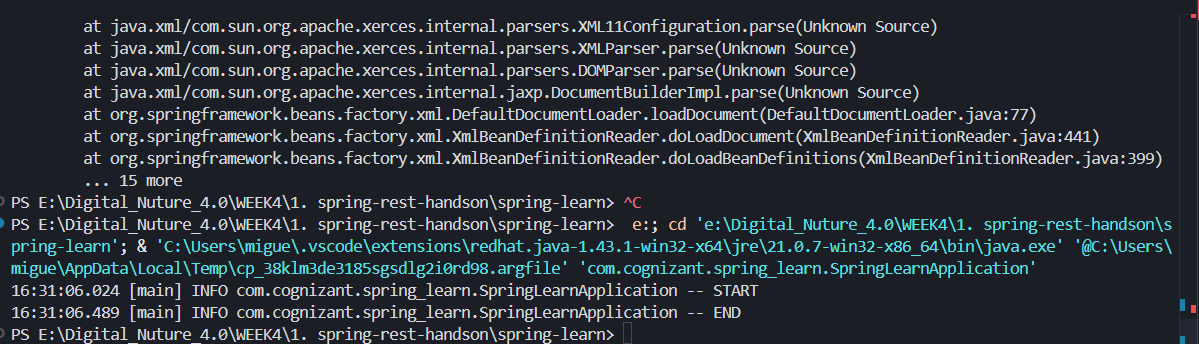 at java.xml/com.sun.org.apache.xerces.internal.parsers.XML11Configuration.parse(Unknown Source)
at java.xml/com.sun.org.apache.xerces.internal.parsers.XMLParser.parse(Unknown Source)
at java.xml/com.sun.org.apache.xerces.internal.parsers.DOMParser.parse(Unknown Source)
at java.xml/com.sun.org.apache.xerces.internal.jaxp.DocumentBuilderImpl.parse(Unknown Source)
at org.springframework.beans.factory.xml.DefaultDocumentLoader.loadDocument(DefaultDocumentLoader.java:77)
at org.springframework.beans.factory.xml.XmlBeanDefinitionReader.doLoadDocument(XmlBeanDefinitionReader.java:441)
at org.springframework.beans.factory.xml.XmlBeanDefinitionReader.doLoadBeanDefinitions(XmlBeanDefinitionReader.java:399)
... 15 more
PS E:\Digital_Nuture_4.0\WEEK4\1. spring-rest-handson\spring-learn> ^C
PS E:\Digital_Nuture_4.0\WEEK4\1. spring-rest-handson\spring-learn>  e:; cd 'e:\Digital_Nuture_4.0\WEEK4\1. spring-rest-handson\s
pring-learn'; & 'C:\Users\migue\.vscode\extensions\redhat.java-1.43.1-win32-x64\jre\21.0.7-win32-x86_64\bin\java.exe' '@C:\Users\
migue\AppData\Local\Temp\cp_38klm3de3185sgsdlg2i0rd98.argfile' 'com.cognizant.spring_learn.SpringLearnApplication'
16:31:06.024 [main] INFO com.cognizant.spring_learn.SpringLearnApplication -- START
16:31:06.489 [main] INFO com.cognizant.spring_learn.SpringLearnApplication -- END
PS E:\Digital_Nuture_4.0\WEEK4\1. spring-rest-handson\spring-learn>